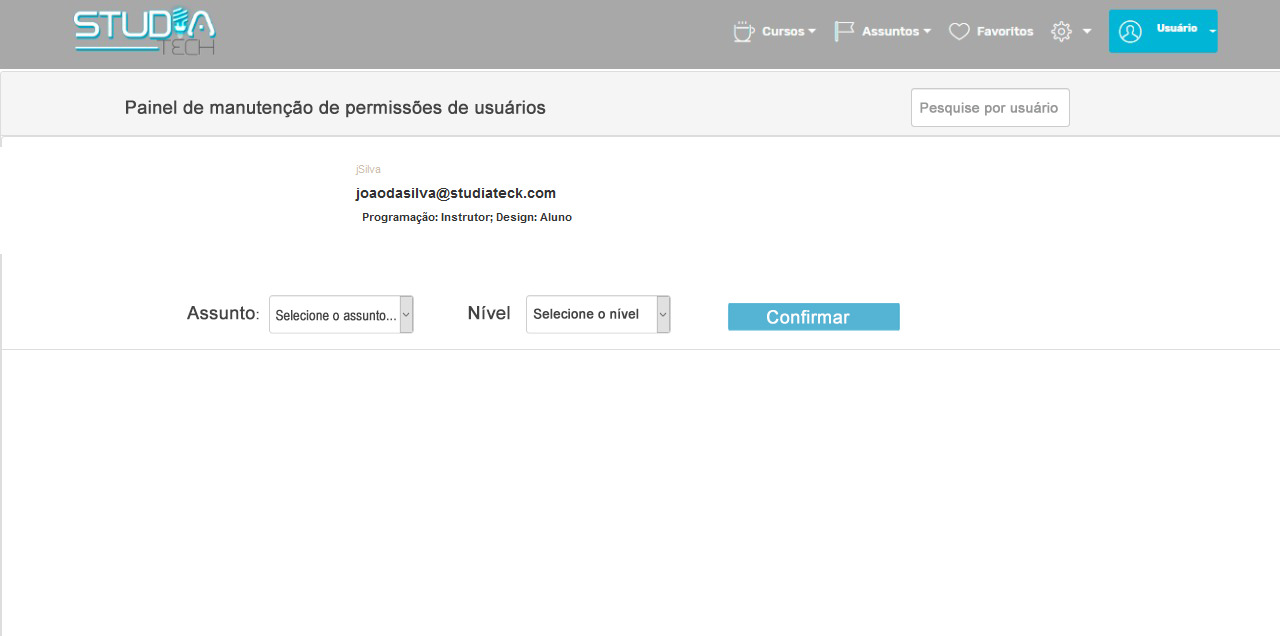 STUDIA
TECH
Cursos
Assuntos
Favoritos
Usuário
Painel de manutenção de permissões de usuários
Pesquise por usuário
jSilva
joaodasilva@studiateck.com
Programação: Instrutor; Design: Aluno
Assunto:
Selecione o assunto...
Nível
Selecione o nível
Confirmar